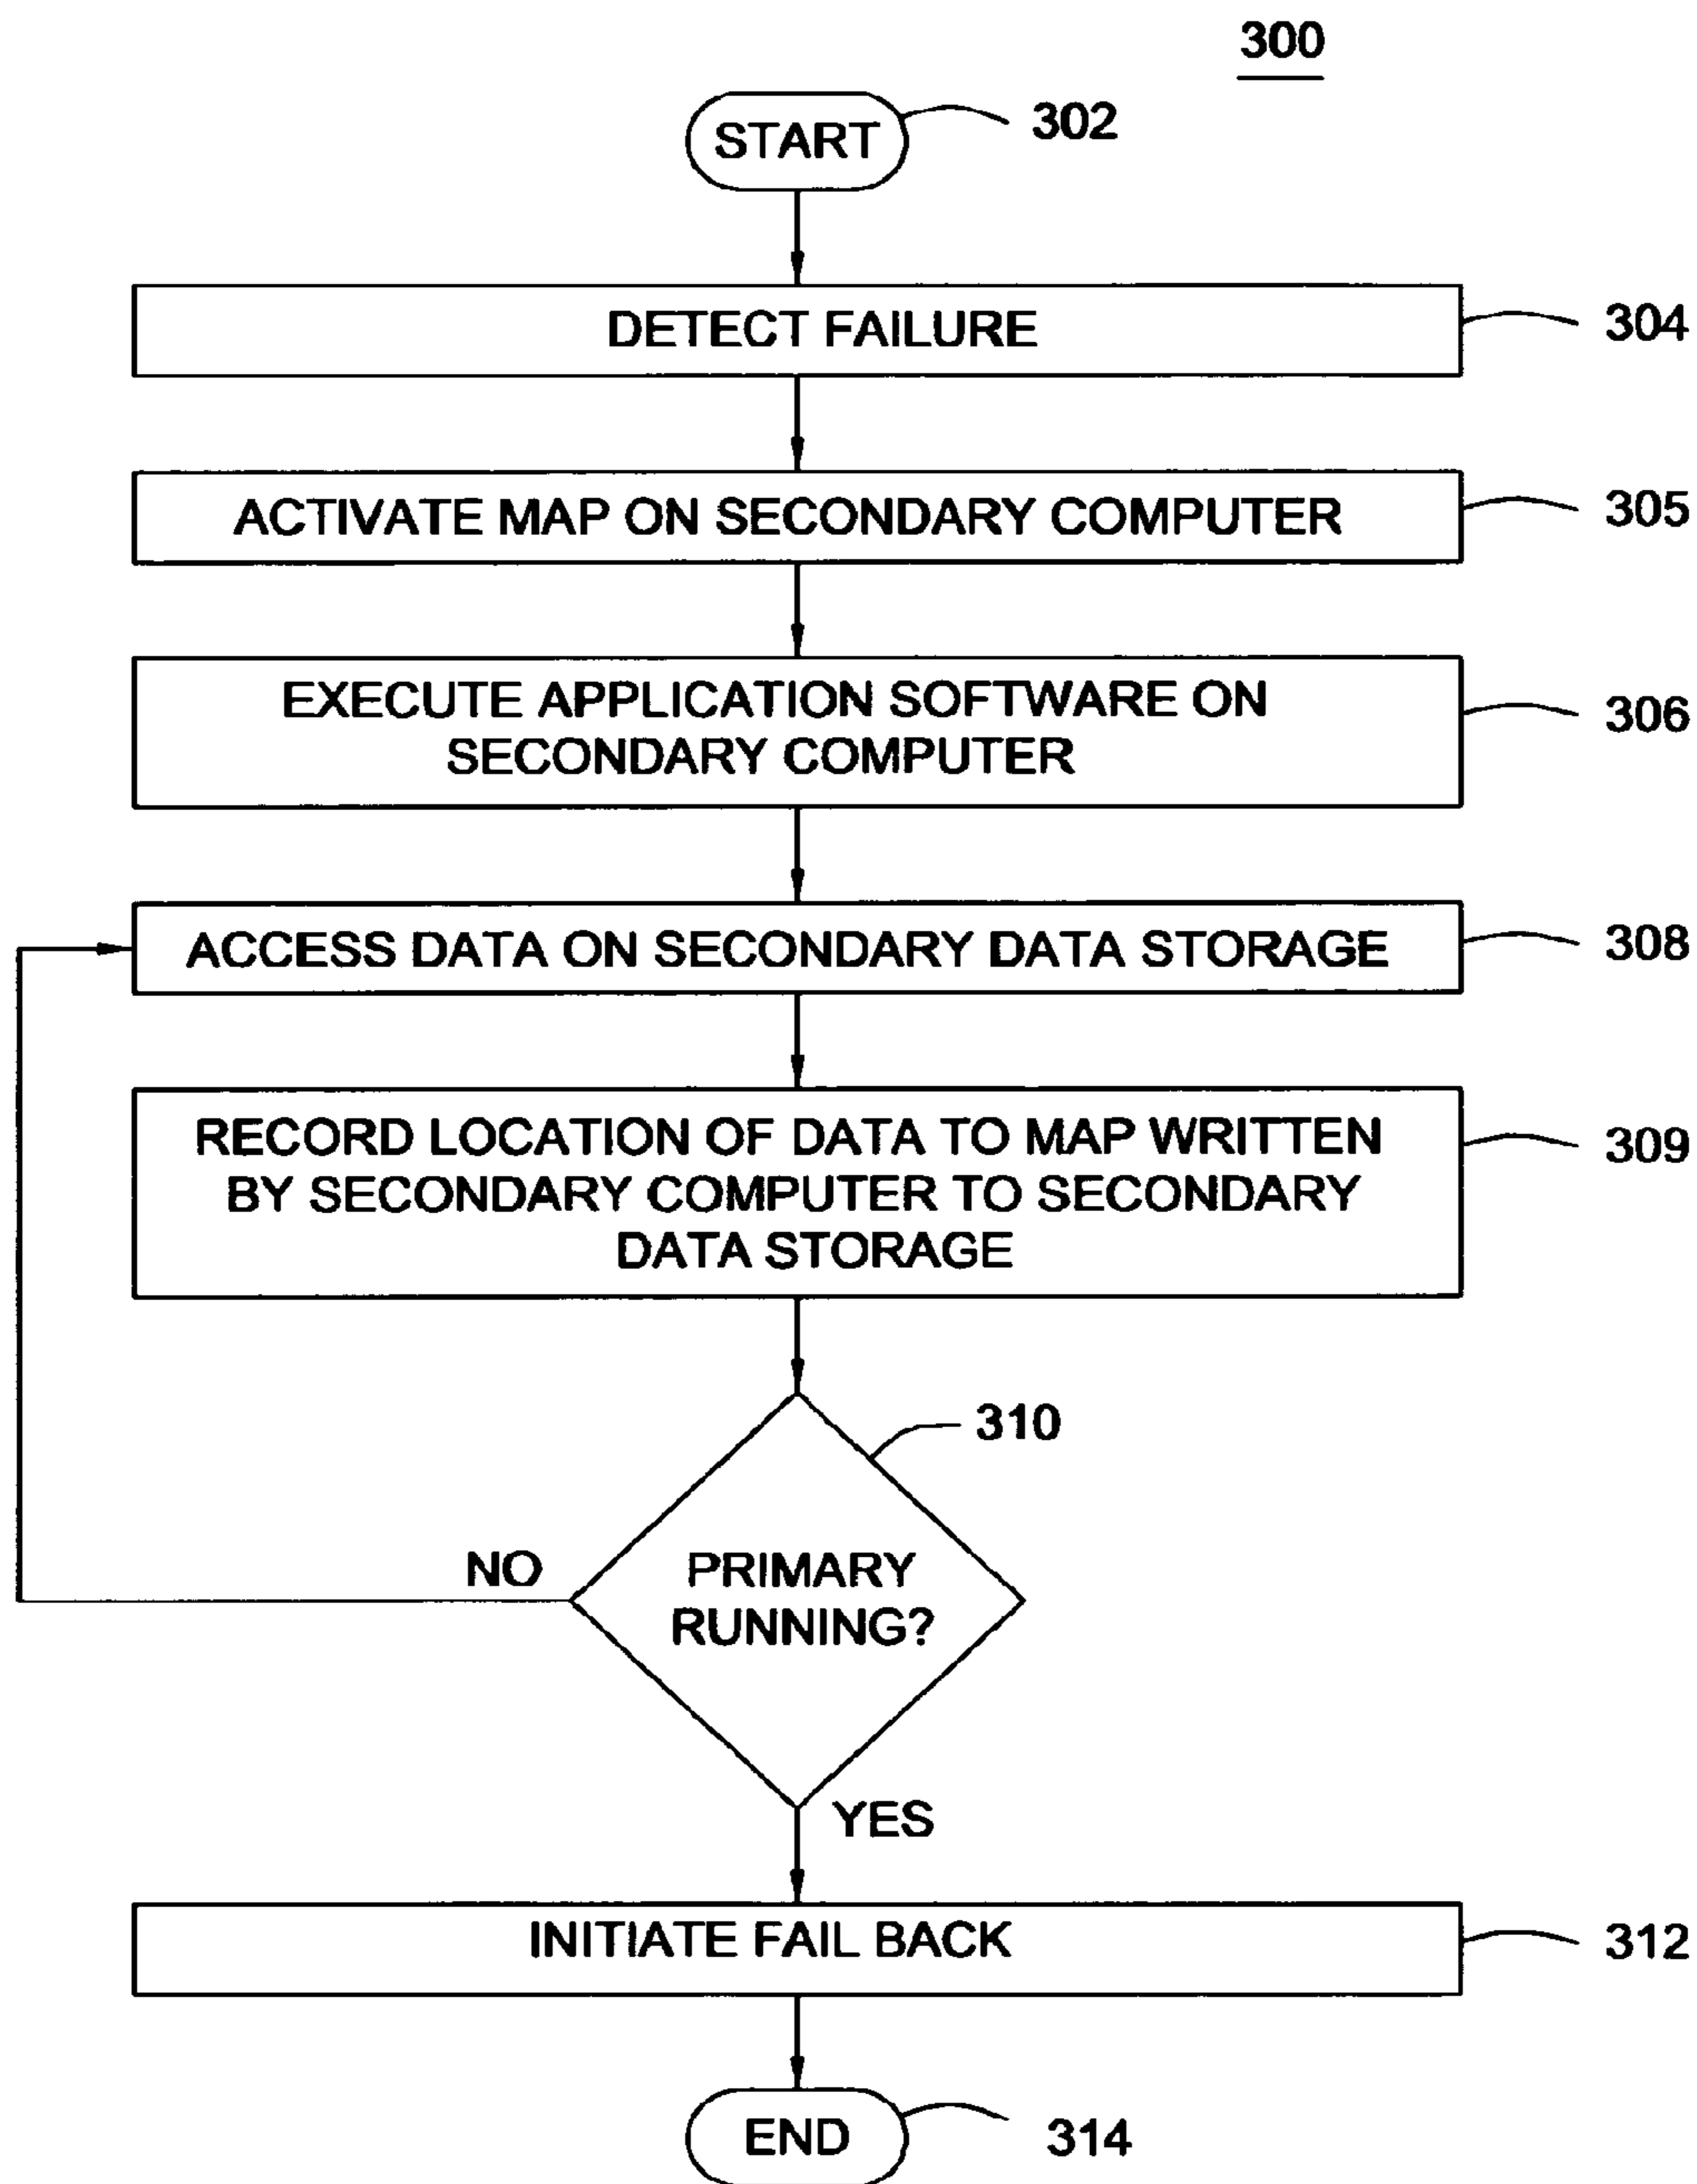 300
START
302
DETECT FAILURE
304
ACTIVATE MAP ON SECONDARY COMPUTER
305
EXECUTE APPLICATION SOFTWARE ON
SECONDARY COMPUTER
306
ACCESS DATA ON SECONDARY DATA STORAGE
308
RECORD LOCATION OF DATA TO MAP WRITTEN
BY SECONDARY COMPUTER TO SECONDARY
DATA STORAGE
309
310
PRIMARY
RUNNING?
NO
YES
INITIATE FAIL BACK
312
END
314